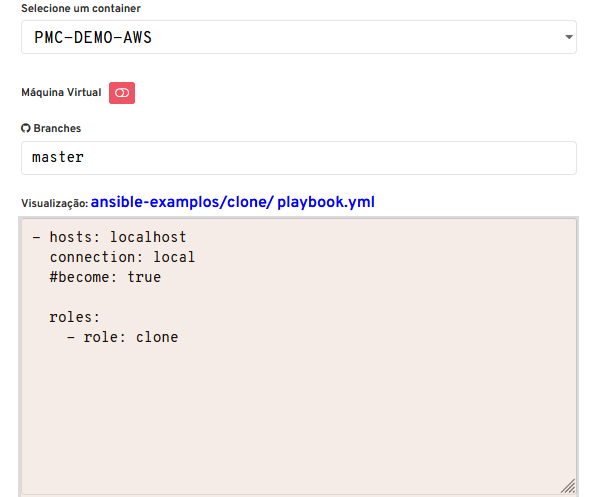 Selecione um container
PMC-DEMO-AWS
Máquina Virtual
Branches
master
Visualização: ansible-examplos/clone/ playbook.yml
- hosts: localhost
  connection: local
  #become: true

  roles:
    - role: clone